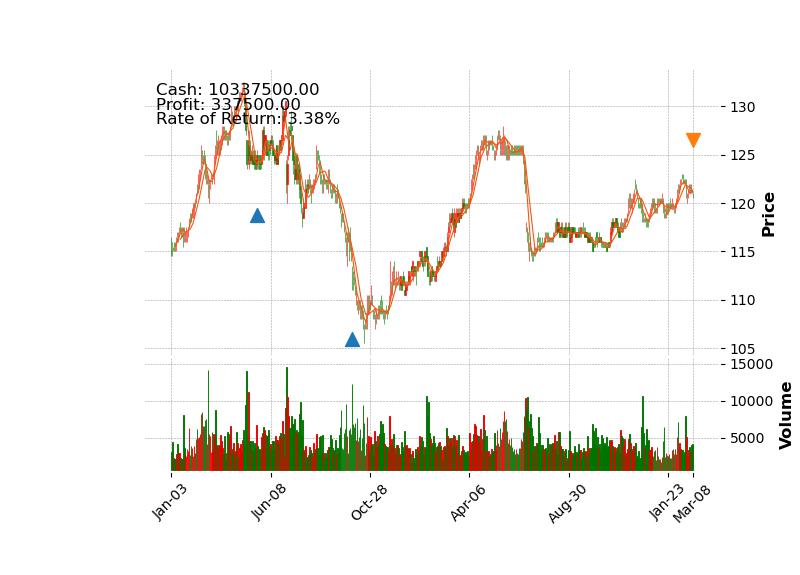 Cash: 10337500.00
Profit: 337500.00
Rate of Return: 3.38%
130
125
120
115
110
105
Price
15000
10000
5000
Volume
Jan-03
Jun-08
Oct-28
Apr-06
Aug-30
Jan-23
Mar-08